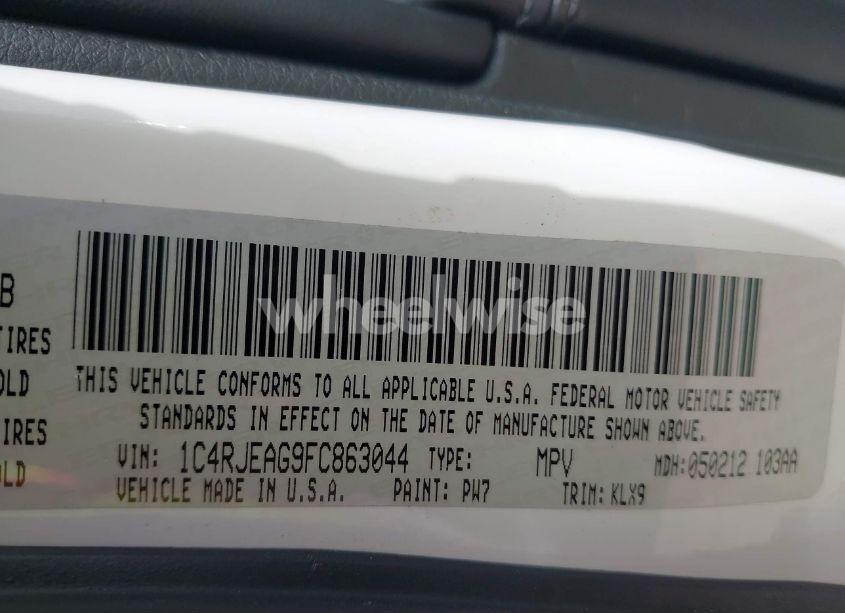 B
TIRES
OLD
IRES
OLD
wheelwise
THIS VEHICLE CONFORMS TO ALL APPLICABLE U.S.A. FEDERAL MOTOR VEHICLE SAFETY
STANDARDS IN EFFECT ON THE DATE OF MANUFACTURE SHOWN ABOVE.
VIN: 1C4RJEAG9FC863044 TYPE: MPV MDH:050212 103AA
VEHICLE MADE IN U.S.A. PAINT: PW7 TRIM:KLX9